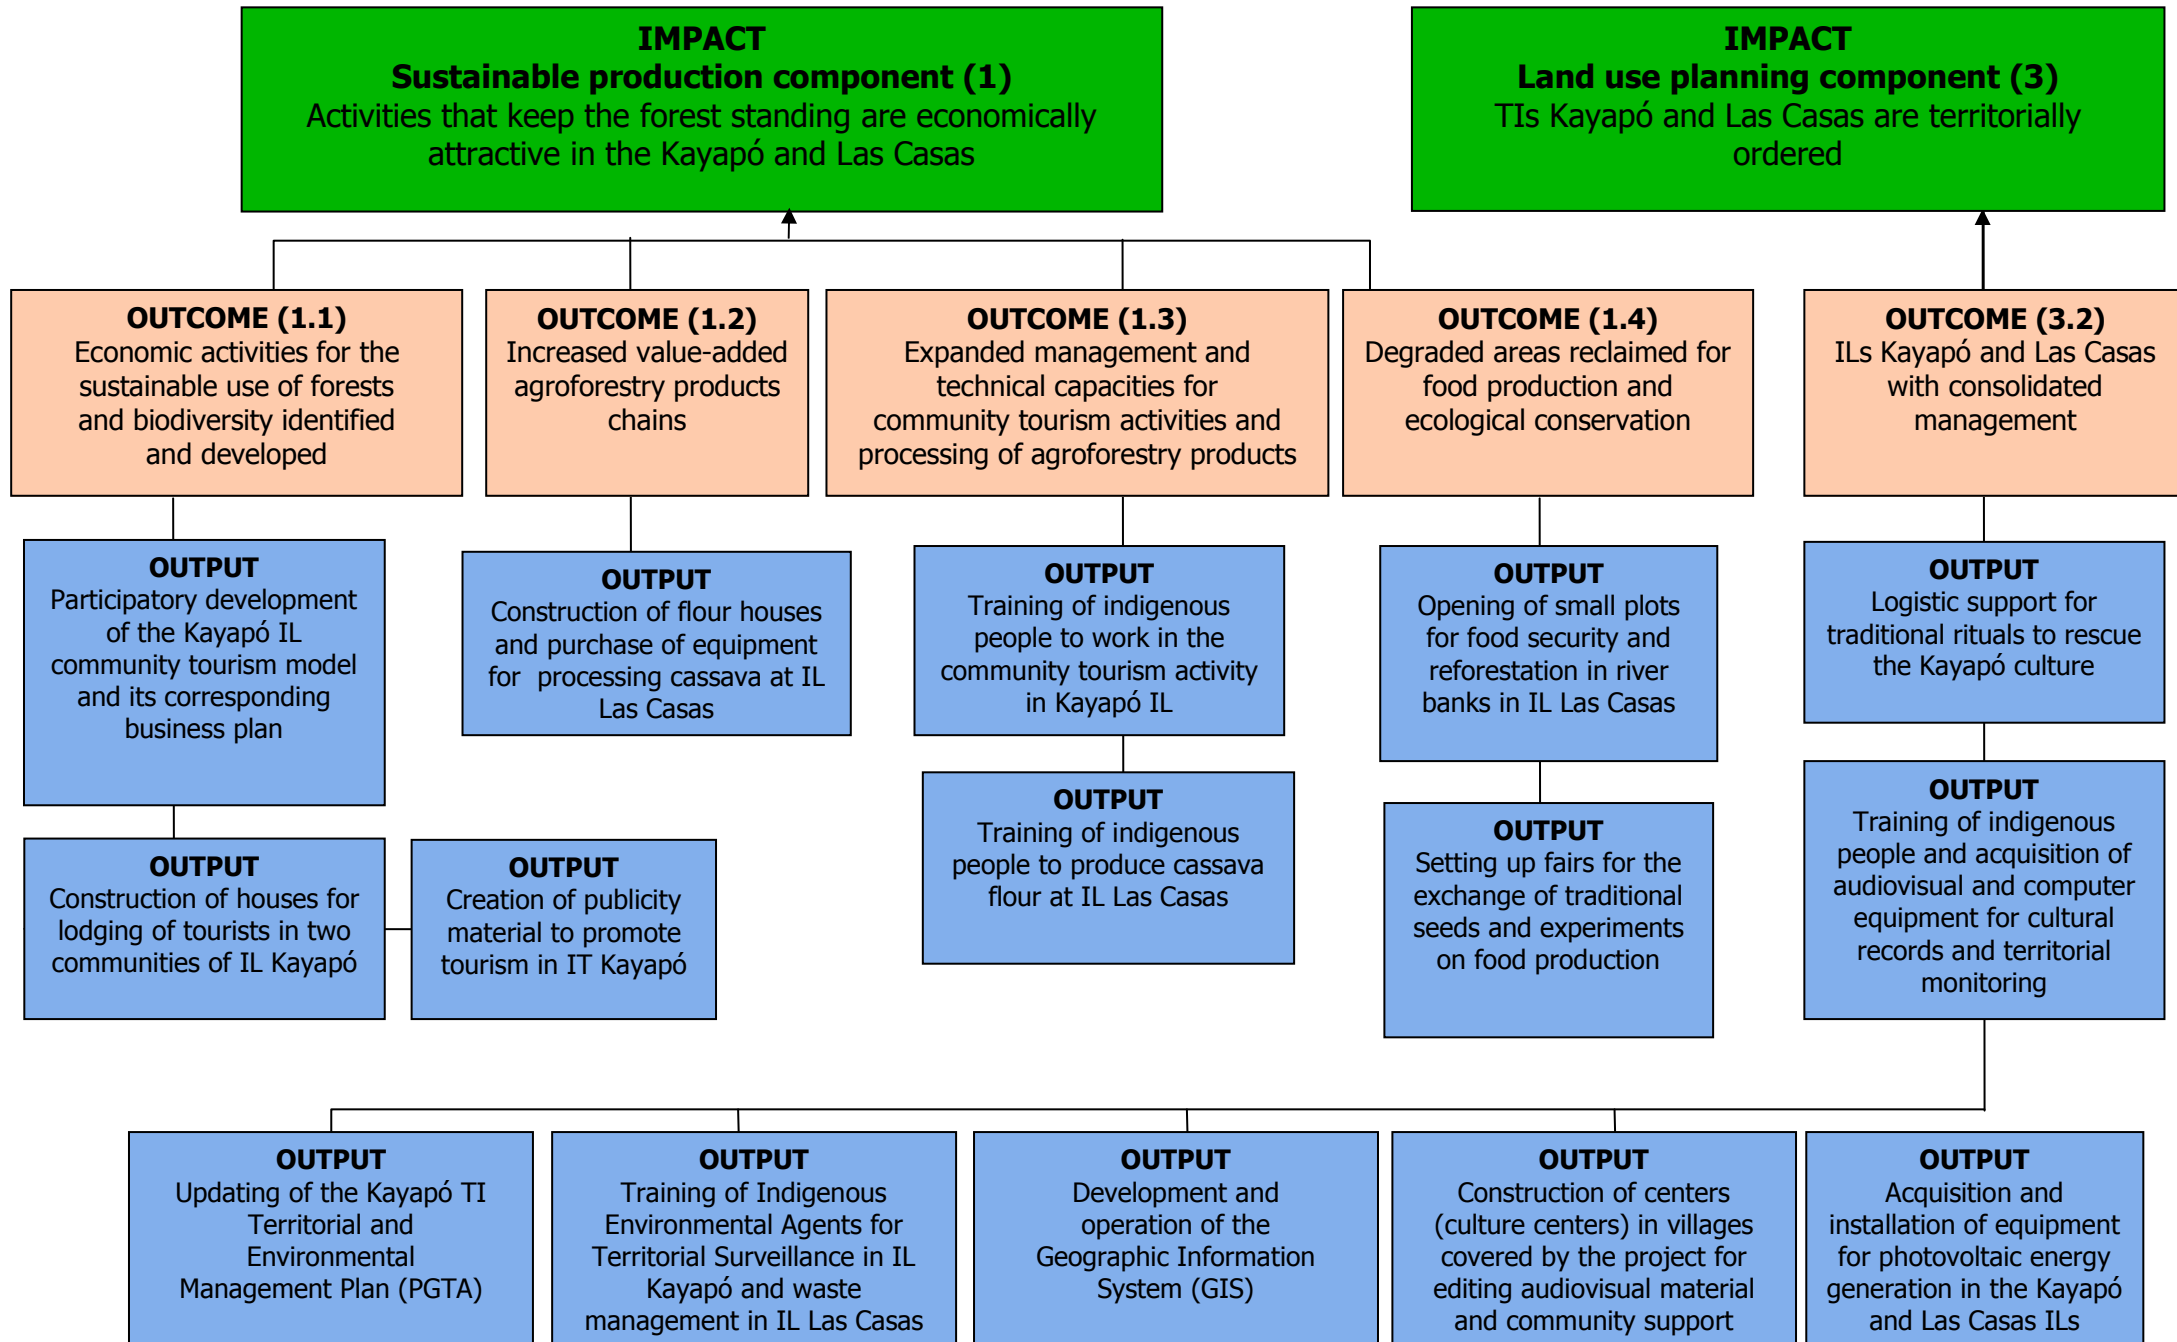 IMPACT
Sustainable production component (1)
Activities that keep the forest standing are economically
attractive in the Kayapó and Las Casas
IMPACT
Land use planning component (3)
TIs Kayapó and Las Casas are territorially
ordered
OUTCOME (1.1)
Economic activities for the
sustainable use of forests
and biodiversity identified
and developed
OUTCOME (1.2)
Increased value-added
agroforestry products
chains
OUTCOME (1.3)
Expanded management and
technical capacities for
community tourism activities and
processing of agroforestry products
OUTCOME (1.4)
Degraded areas reclaimed for
food production and
ecological conservation
OUTCOME (3.2)
ILs Kayapó and Las Casas
with consolidated
management
OUTPUT
Participatory development
of the Kayapó IL
community tourism model
and its corresponding
business plan
OUTPUT
Construction of flour houses
and purchase of equipment
for processing cassava at IL
Las Casas
OUTPUT
Training of indigenous
people to work in the
community tourism activity
in Kayapó IL
OUTPUT
Opening of small plots
for food security and
reforestation in river
banks in IL Las Casas
OUTPUT
Logistic support for
traditional rituals to rescue
the Kayapó culture
OUTPUT
Construction of houses for
lodging of tourists in two
communities of IL Kayapó
OUTPUT
Creation of publicity
material to promote
tourism in IT Kayapó
OUTPUT
Training of indigenous
people to produce cassava
flour at IL Las Casas
OUTPUT
Setting up fairs for the
exchange of traditional
seeds and experiments
on food production
OUTPUT
Training of indigenous
people and acquisition of
audiovisual and computer
equipment for cultural
records and territorial
monitoring
OUTPUT
Updating of the Kayapó TI
Territorial and
Environmental
Management Plan (PGTA)
OUTPUT
Training of Indigenous
Environmental Agents for
Territorial Surveillance in IL
Kayapó and waste
management in IL Las Casas
OUTPUT
Development and
operation of the
Geographic Information
System (GIS)
OUTPUT
Construction of centers
(culture centers) in villages
covered by the project for
editing audiovisual material
and community support
OUTPUT
Acquisition and
installation of equipment
for photovoltaic energy
generation in the Kayapó
and Las Casas ILs